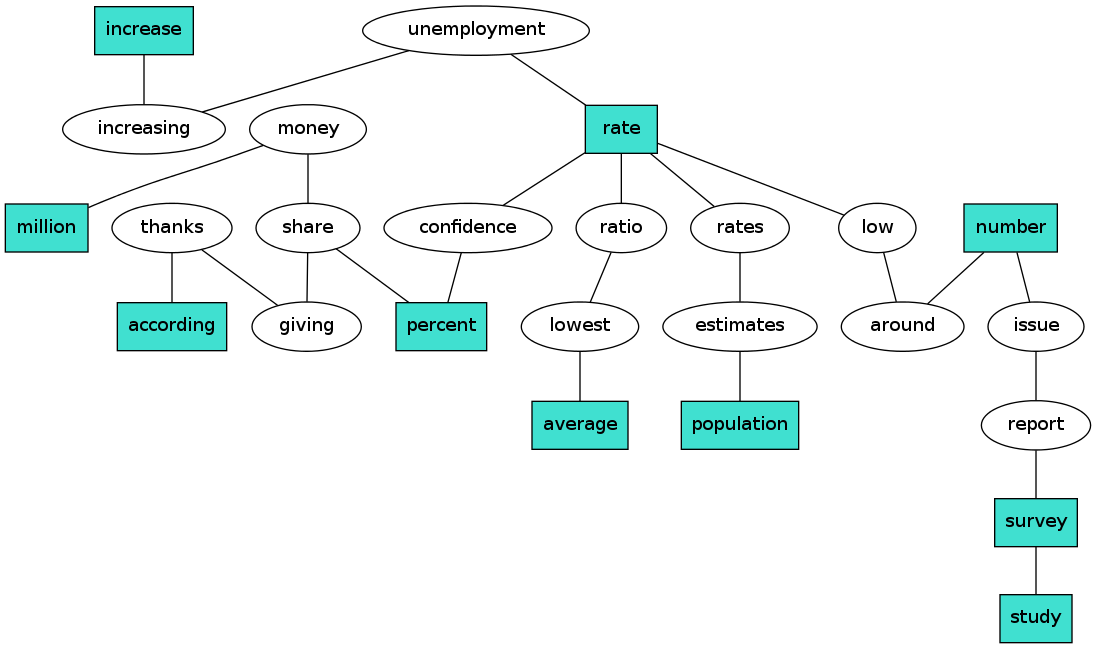 increase
unemployment
increasing
money
rate
million
thanks
share
confidence
ratio
rates
low
number
according
giving
percent
lowest
estimates
around
issue
average
population
report
survey
study